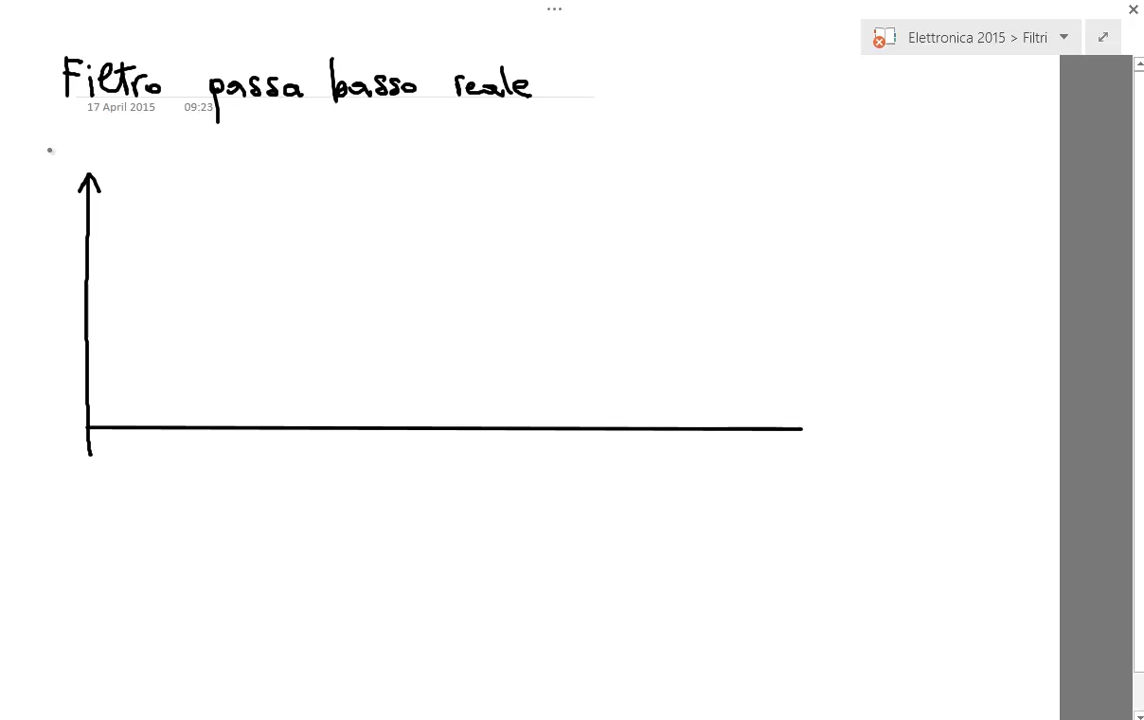 Elettronica 2015 > Filtri
Filtro passa basso reale
17 April 2015 09:23